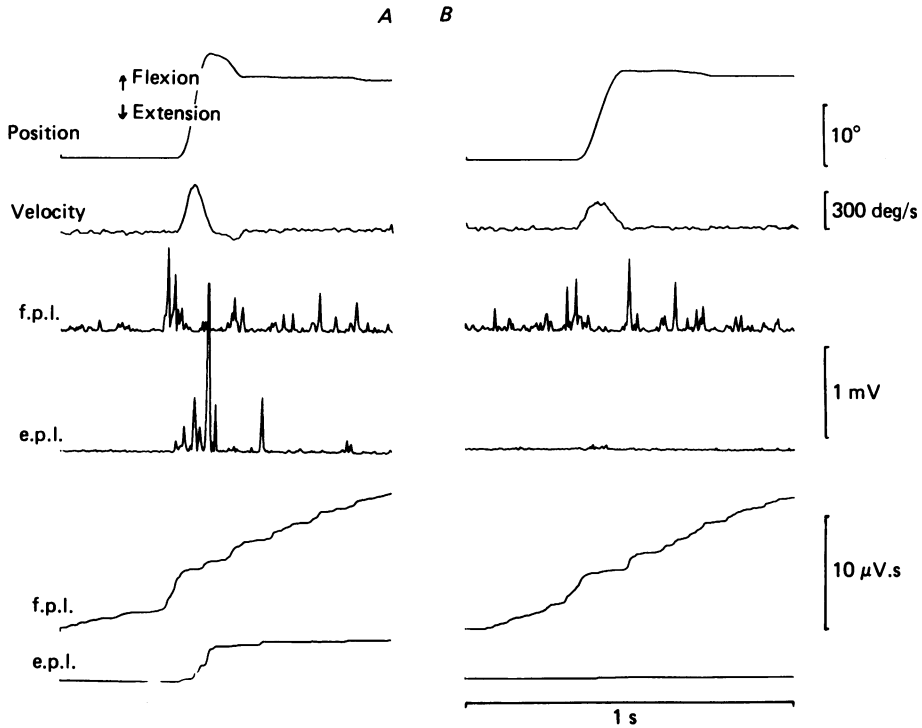 A B
↑ Flexion
↓ Extension
Position
10°
Velocity
300 deg/s
f.p.l.
e.p.l.
1 mV
f.p.l.
10 μV.s
e.p.l.
1 s